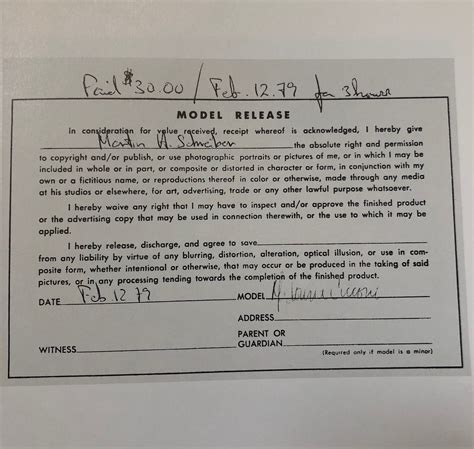 Paid $30.00 / Feb. 12. 79 for 3 hours
MODEL RELEASE
In consideration for value received, receipt whereof is acknowledged, I hereby give
Martin H. Schreiber the absolute right and permission
to copyright and/or publish, or use photographic portraits or pictures of me, or in which I may be
included in whole or in part, or composite or distorted in character or form, in conjunction with my
own or a fictitious name, or reproductions thereof in color or otherwise, made through any media
at his studios or elsewhere, for art, advertising, trade or any other lawful purpose whatsoever.
I hereby waive any right that I may have to inspect and/or approve the finished product
or the advertising copy that may be used in connection therewith, or the use to which it may be
applied.
I hereby release, discharge, and agree to save
from any liability by virtue of any blurring, distortion, alteration, optical illusion, or use in com-
posite form, whether intentional or otherwise, that may occur or be produced in the taking of said
pictures, or in any processing tending towards the completion of the finished product.
DATE Feb 12 79 MODEL
ADDRESS
PARENT OR
WITNESS GUARDIAN
(Required only if model is a minor)